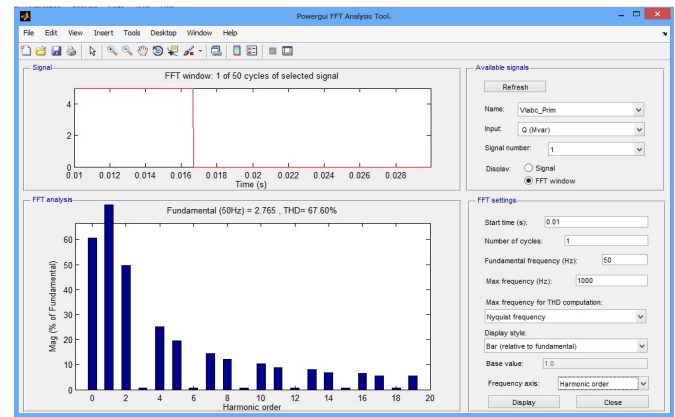 Powergui FFT Analysis Tool.
File Edit View Insert Tools Desktop Window Help
Signal
FFT window: 1 of 50 cycles of selected signal
4
2
0
0.01 0.012 0.014 0.016 0.018 0.02 0.022 0.024 0.026 0.028
Time (s)
FFT analysis
Fundamental (50Hz) = 2.765 , THD= 67.60%
Mag (% of Fundamental)
60
50
40
30
20
10
0
0 2 4 6 8 10 12 14 16 18 20
Harmonic order
Available signals
Refresh
Name: Vlabc_Prim
Input: Q (Mvar)
Signal number: 1
Display: Signal
FFT window
FFT settings
Start time (s): 0.01
Number of cycles: 1
Fundamental frequency (Hz): 50
Max frequency (Hz): 1000
Max frequency for THD computation:
Nyquist frequency
Display style:
Bar (relative to fundamental)
Base value: 1.0
Frequency axis: Harmonic order
Display Close